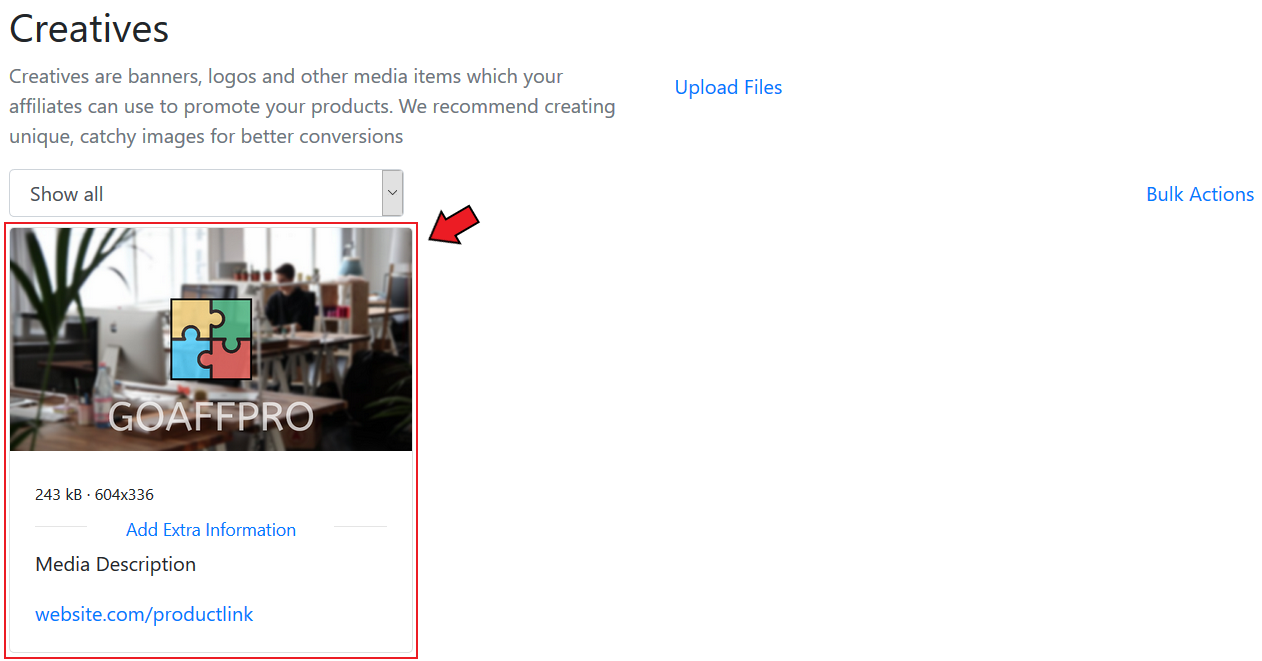 Creatives
Creatives are banners, logos and other media items which your
affiliates can use to promote your products. We recommend creating
unique, catchy images for better conversions
Upload Files
Show all
Bulk Actions
GOAFFPRO
243 kB · 604x336
Add Extra Information
Media Description
website.com/productlink